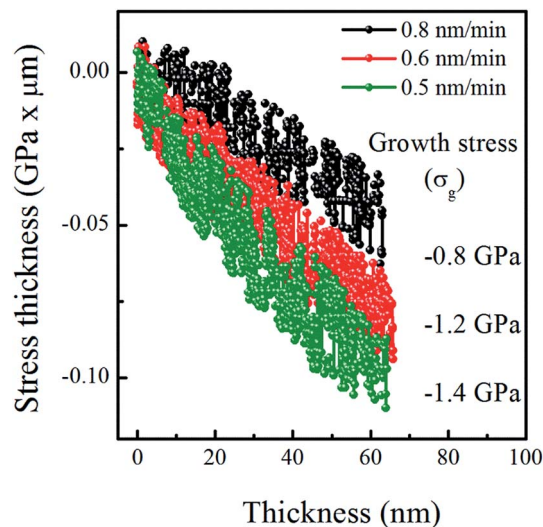 0.8 nm/min
0.6 nm/min
0.5 nm/min
Growth stress
(σg)
-0.8 GPa
-1.2 GPa
-1.4 GPa
Stress thickness (GPa x μm)
0.00
-0.05
-0.10
0 20 40 60 80 100
Thickness (nm)